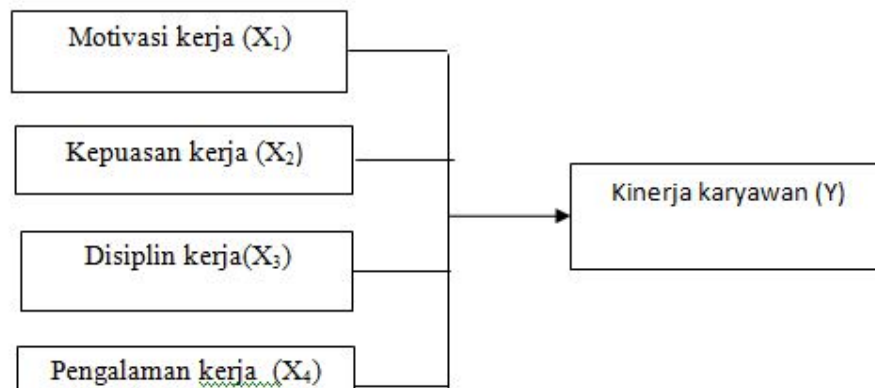 Motivasi kerja (X₁)
Kepuasan kerja (X₂)
Kinerja karyawan (Y)
Disiplin kerja(X₃)
Pengalaman kerja (X₄)